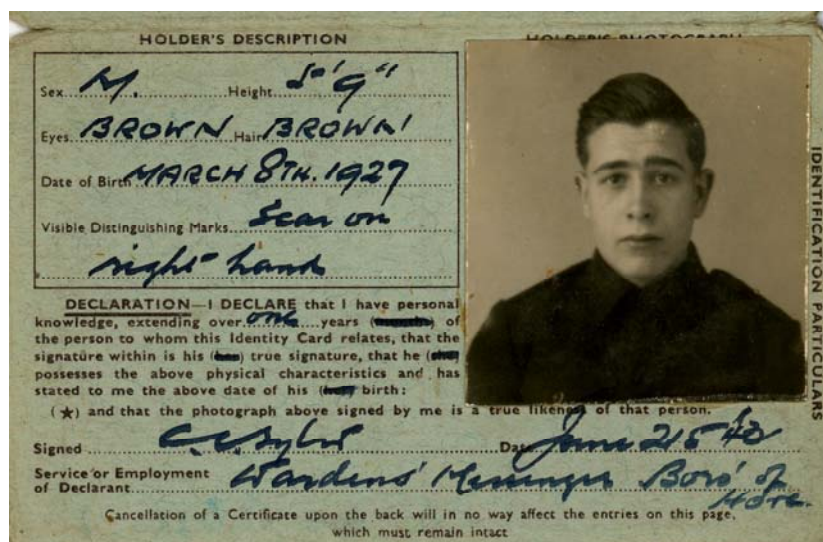 HOLDER'S DESCRIPTION
HOLDER'S PHOTOGRAPH
Sex M. Height 5'9"
Eyes BROWN Hair BROWN
Date of Birth MARCH 8TH. 1927
Visible Distinguishing Marks Scar on
right hand
IDENTIFICATION PARTICULARS
DECLARATION—I DECLARE that I have personal
knowledge, extending over one years of
the person to whom this Identity Card relates, that the
signature within is his true signature, that he
possesses the above physical characteristics and has
stated to me the above date of his birth:
(★) and that the photograph above signed by me is a true likeness of that person.
Signed Date June 25 '42
Service or Employment
of Declarant Wardens' Messenger Boro' of
Hove.
Cancellation of a Certificate upon the back will in no way affect the entries on this page,
which must remain intact